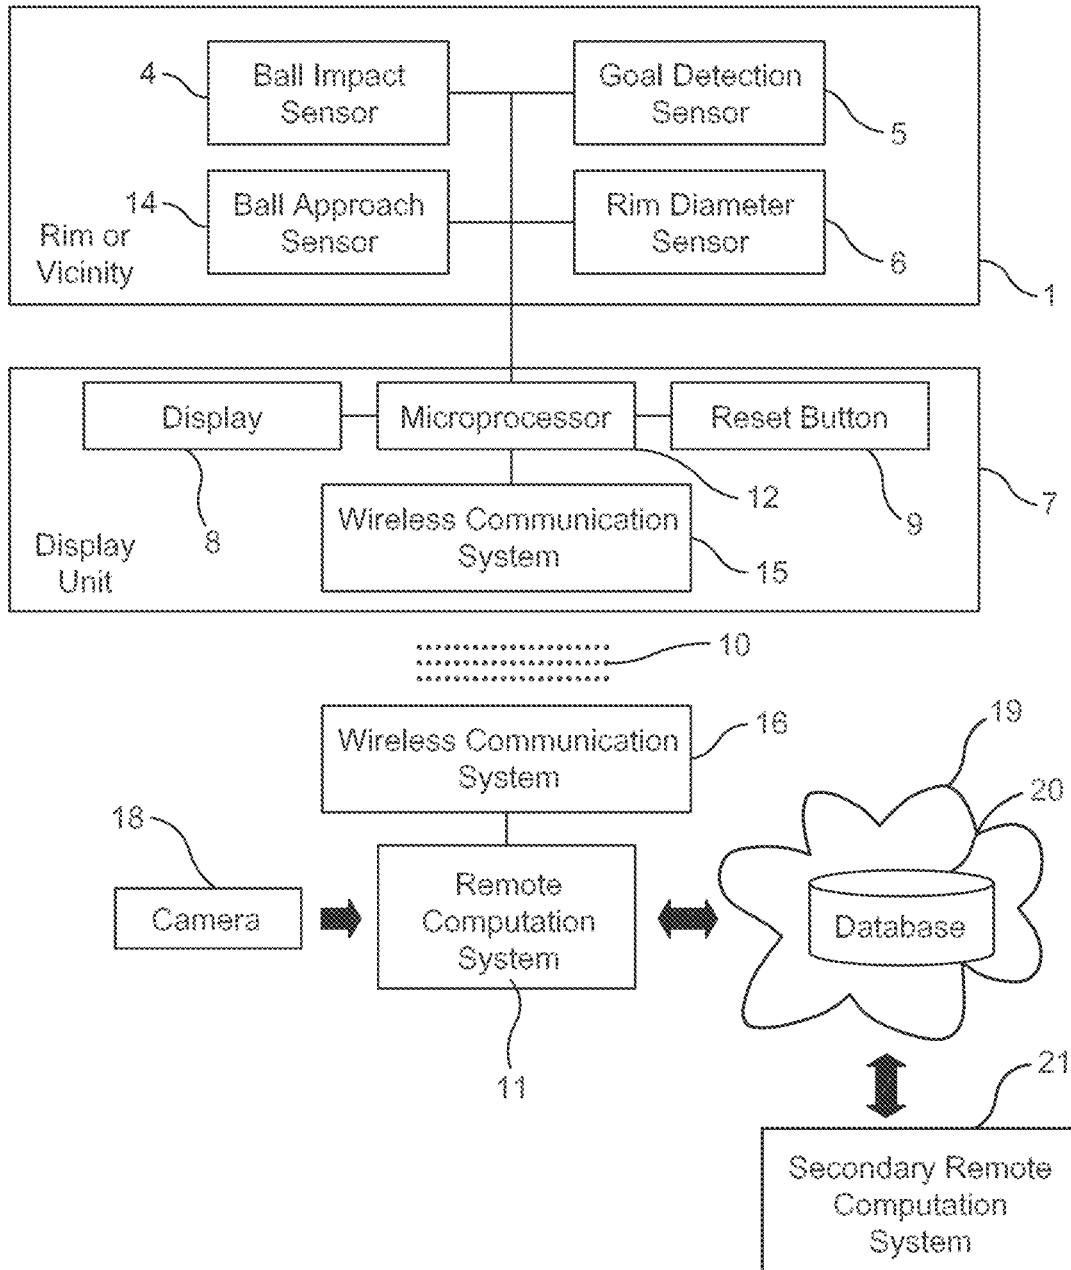 4
Ball Impact
Sensor
Goal Detection
Sensor
5
14
Ball Approach
Sensor
Rim Diameter
Sensor
6
Rim or
Vicinity
1
Display
Microprocessor
Reset Button
8
12
9
7
Wireless Communication
System
15
Display
Unit
10
Wireless Communication
System
16
19
20
18
Camera
Remote
Computation
System
Database
11
21
Secondary Remote
Computation
System